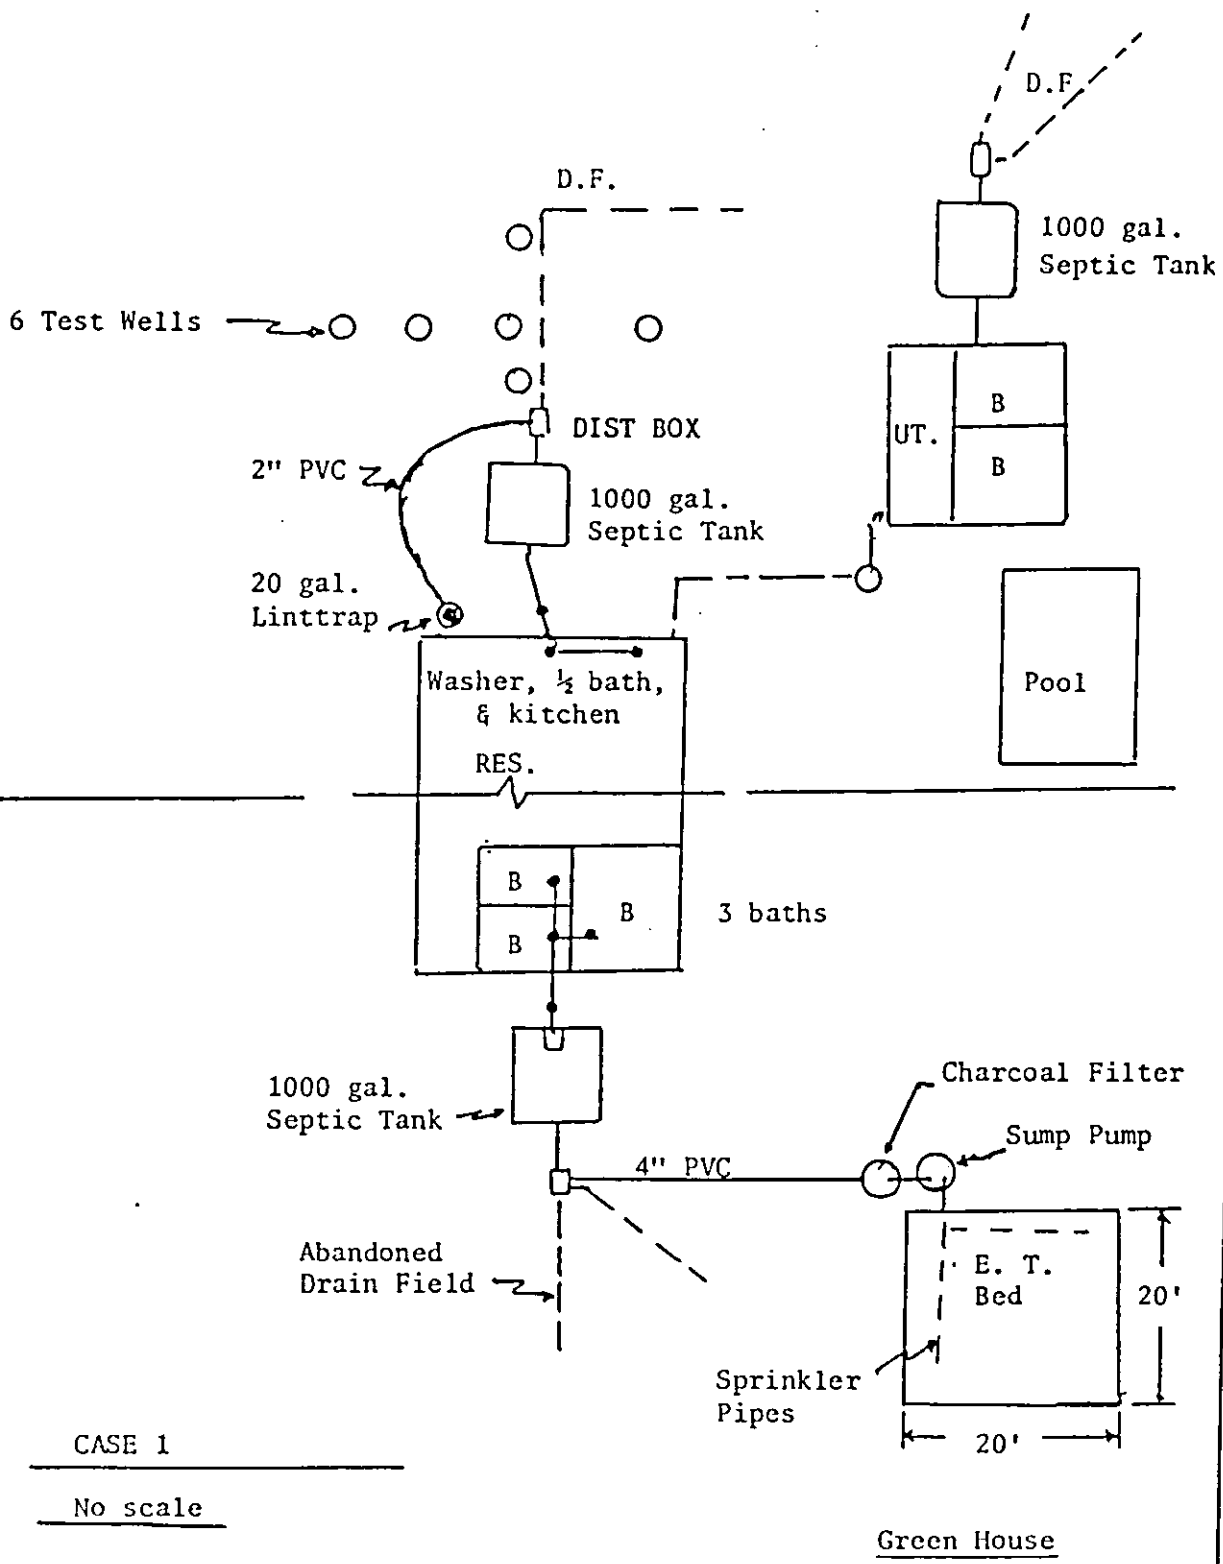 D.F
D.F.
1000 gal.
Septic Tank
6 Test Wells
B
UT.
B
DIST BOX
2" PVC
1000 gal.
Septic Tank
20 gal.
Linttrap
Washer, ½ bath,
& kitchen
Pool
RES.
B
B
B
3 baths
1000 gal.
Septic Tank
Charcoal Filter
Sump Pump
4" PVC
Abandoned
Drain Field
E. T.
Bed
20'
Sprinkler
Pipes
20'
CASE 1
No scale
Green House